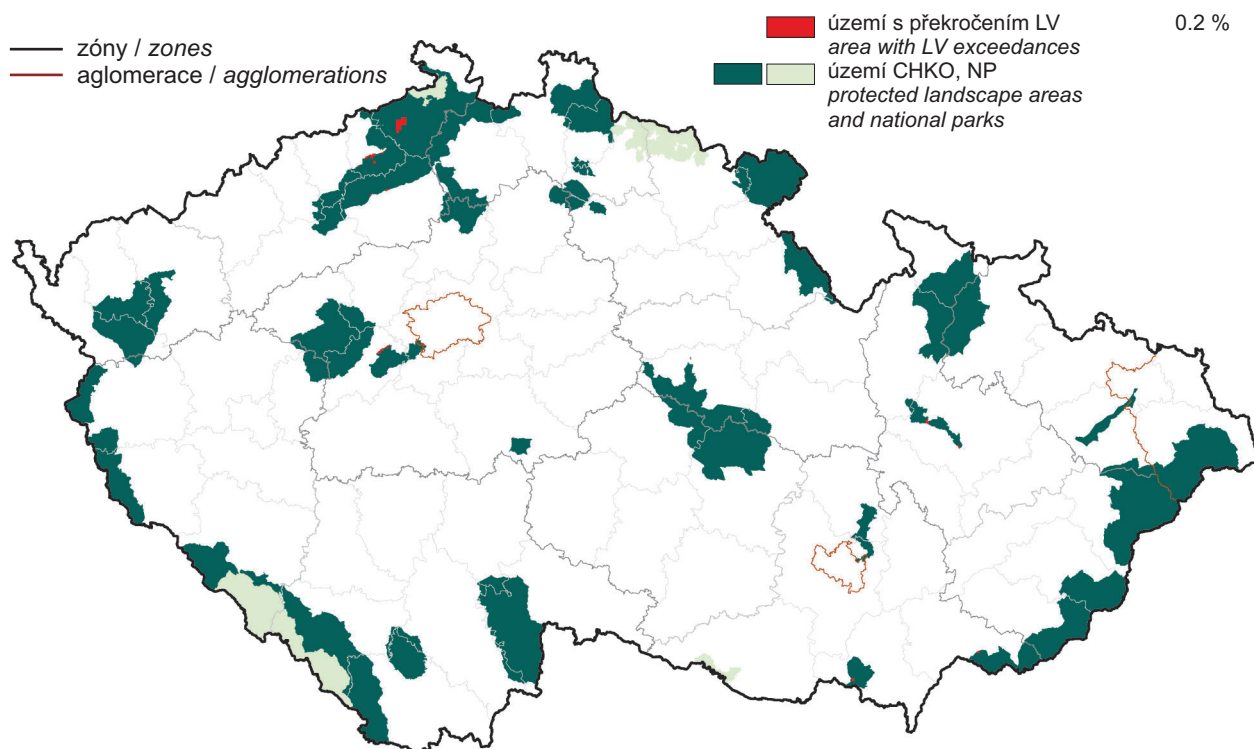 zóny / zones
aglomerace / agglomerations
území s překročením LV 0.2 %
area with LV exceedances
území CHKO, NP
protected landscape areas
and national parks